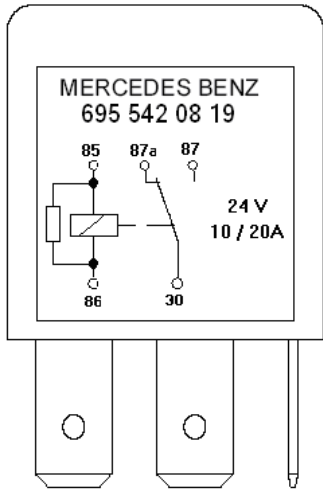 MERCEDES BENZ
695 542 08 19
85 87a 87
24 V
10 / 20A
86 30